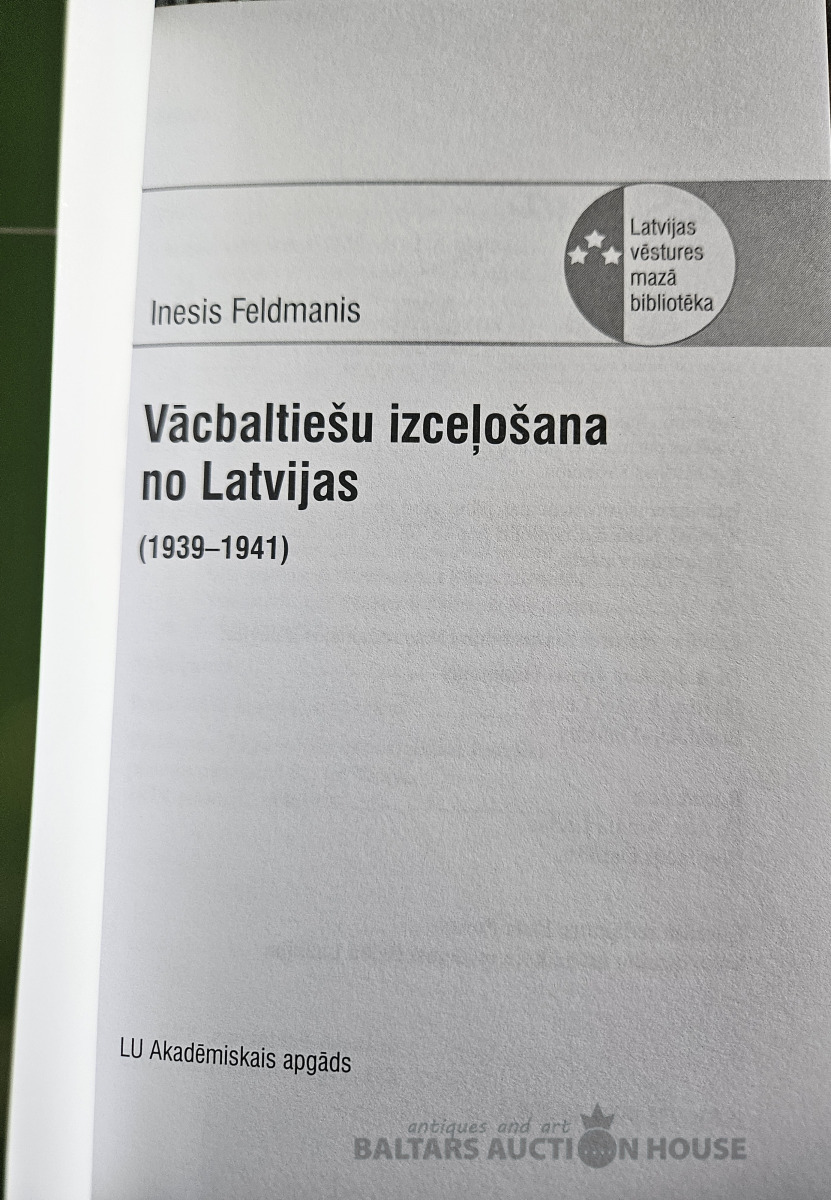 Latvijas
vēstures
mazā
bibliotēka
Inesis Feldmanis
Vācbaltiešu izceļošana
no Latvijas
(1939–1941)
LU Akadēmiskais apgāds
antiques and art
BALTARS AUCTION HOUSE